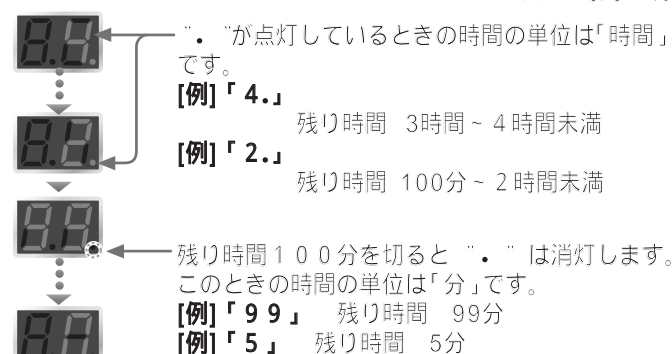 “.”が点灯しているときの時間の単位は「時間」
です。
[例]「4.」
残り時間 3時間~4時間未満
[例]「2.」
残り時間 100分~2時間未満
残り時間100分を切ると “.” は消灯します。
このときの時間の単位は「分」です。
[例]「99」 残り時間 99分
[例]「5」 残り時間 5分